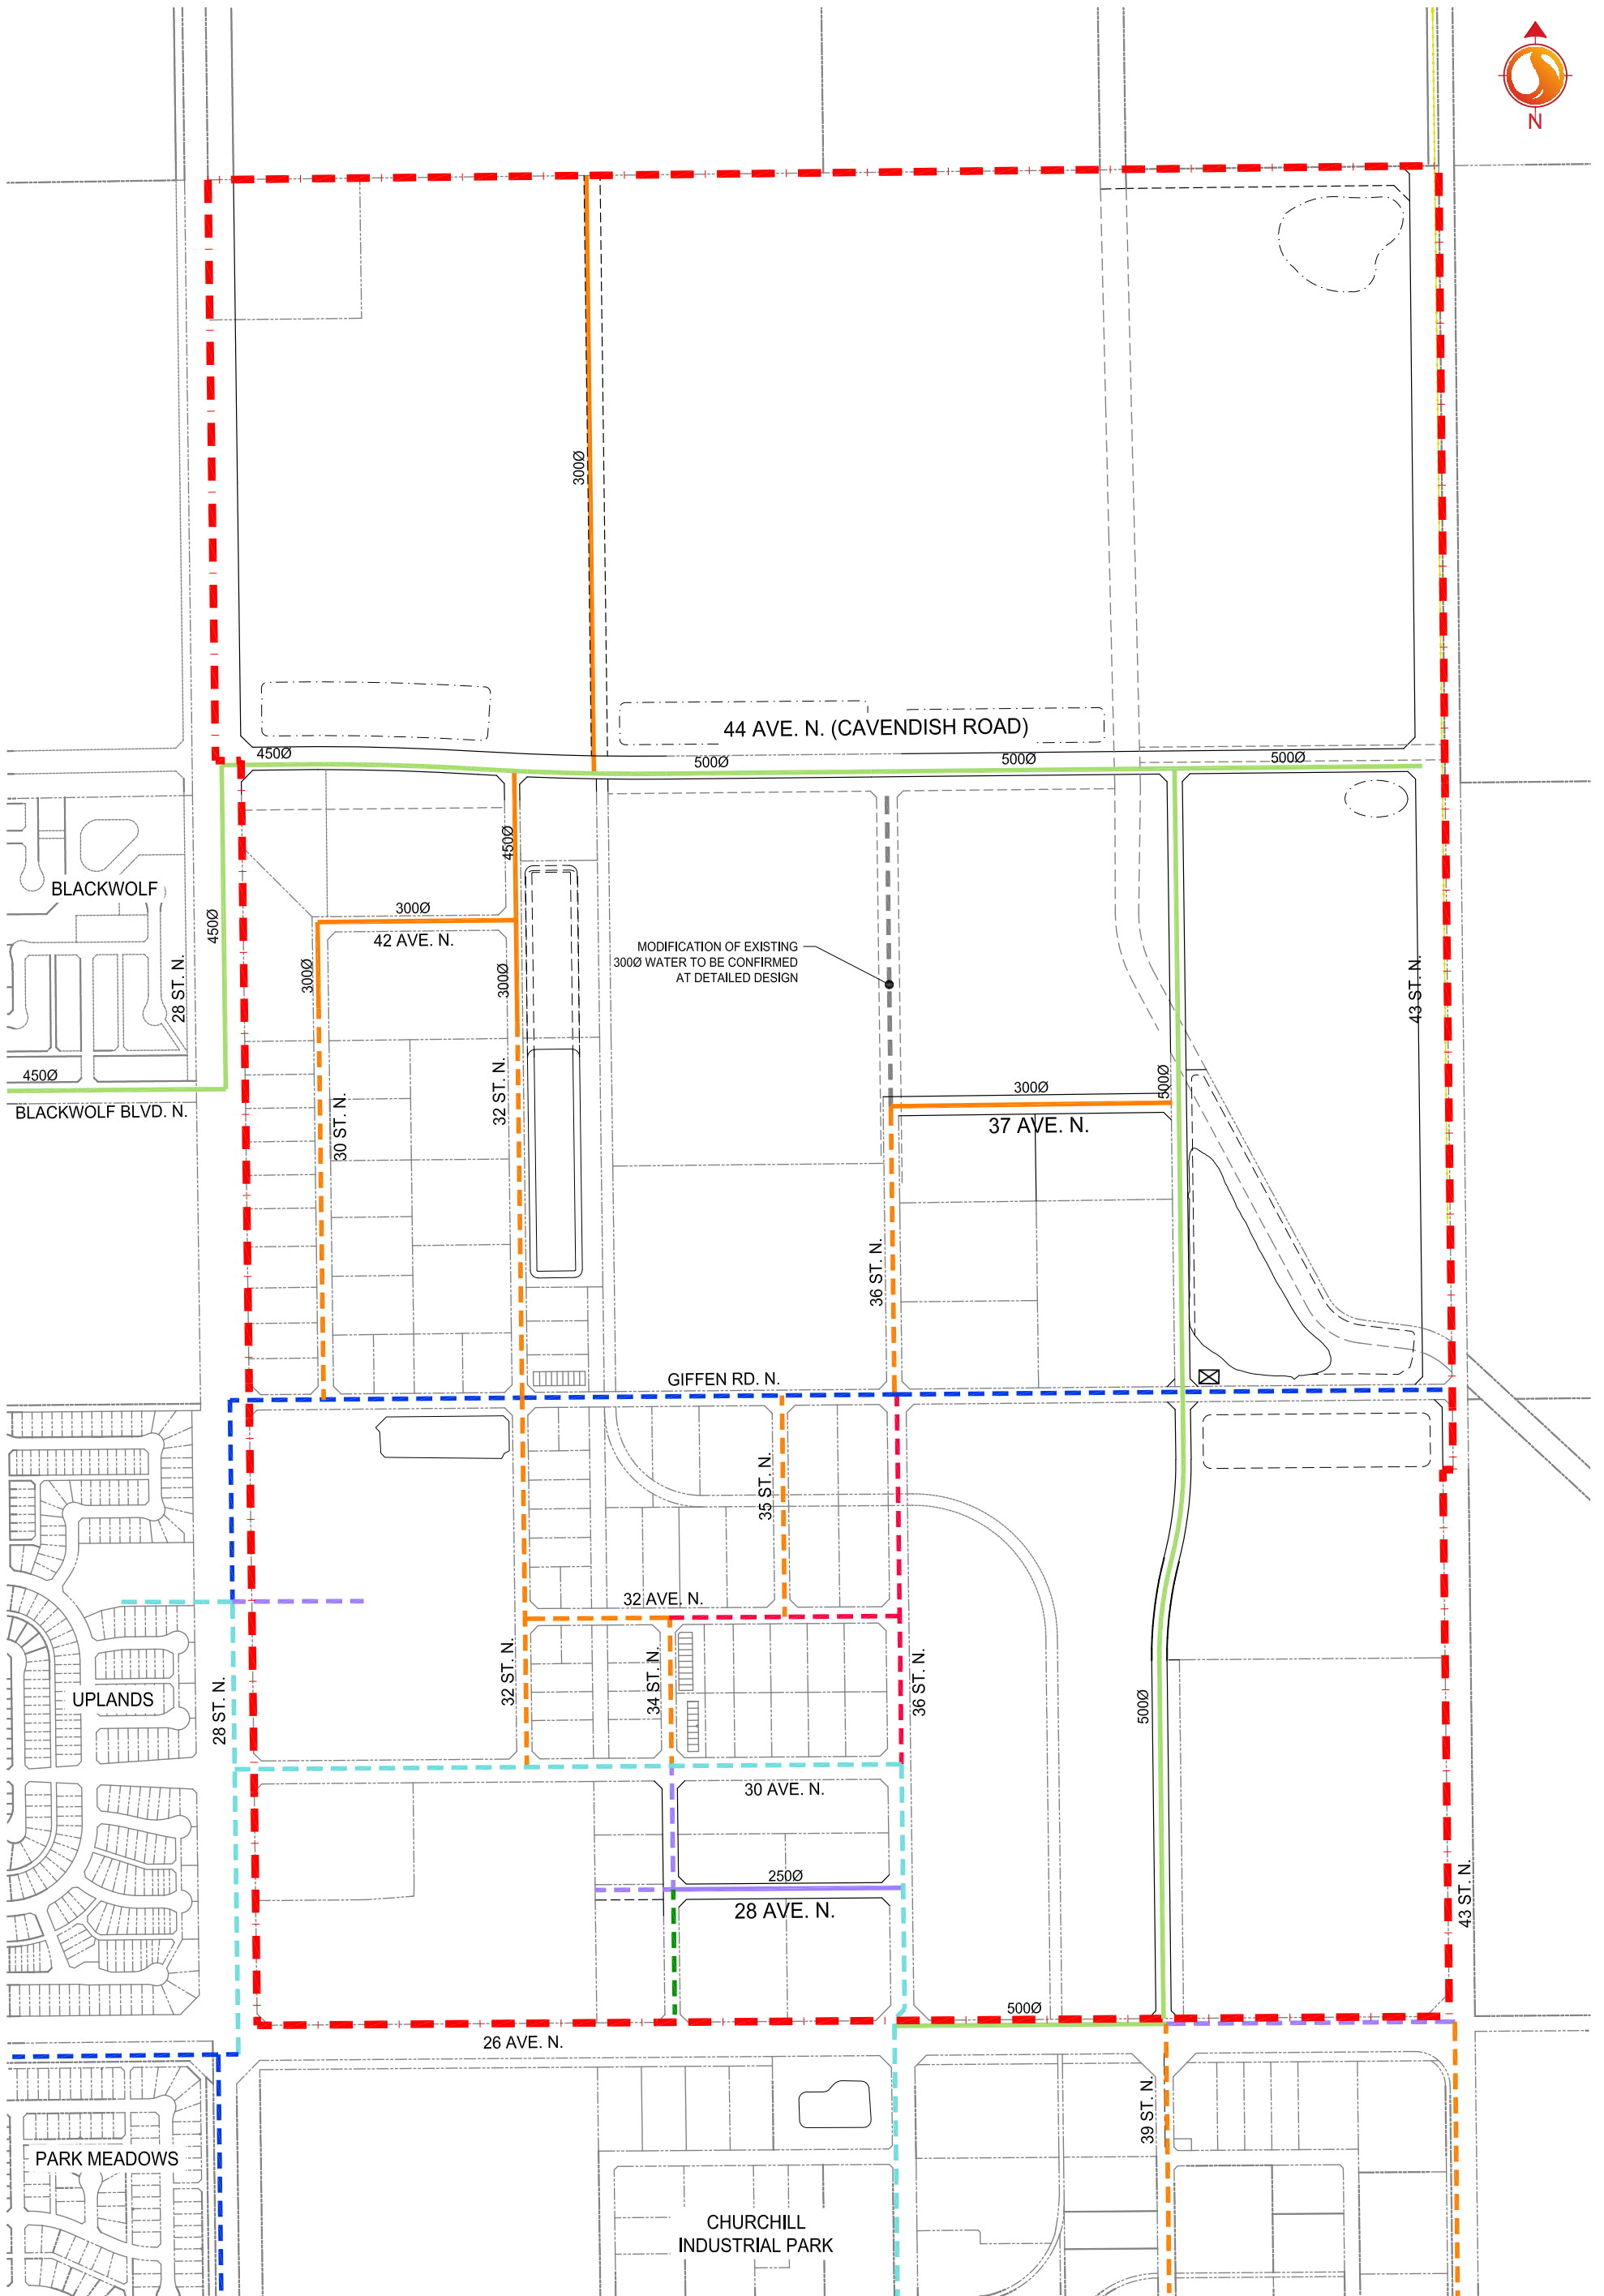 N
300Ø
44 AVE. N. (CAVENDISH ROAD)
450Ø
500Ø
500Ø
500Ø
450Ø
BLACKWOLF
300Ø
42 AVE. N.
450Ø
MODIFICATION OF EXISTING
300Ø WATER TO BE CONFIRMED
AT DETAILED DESIGN
28 ST. N.
300Ø
300Ø
43 ST. N.
450Ø
BLACKWOLF BLVD. N.
30 ST. N.
32 ST. N.
300Ø
500Ø
37 AVE. N.
36 ST. N.
GIFFEN RD. N.
35 ST. N.
32 AVE. N.
UPLANDS
28 ST. N.
32 ST. N.
34 ST. N.
36 ST. N.
500Ø
30 AVE. N.
250Ø
28 AVE. N.
43 ST. N.
500Ø
26 AVE. N.
39 ST. N.
PARK MEADOWS
CHURCHILL
INDUSTRIAL PARK